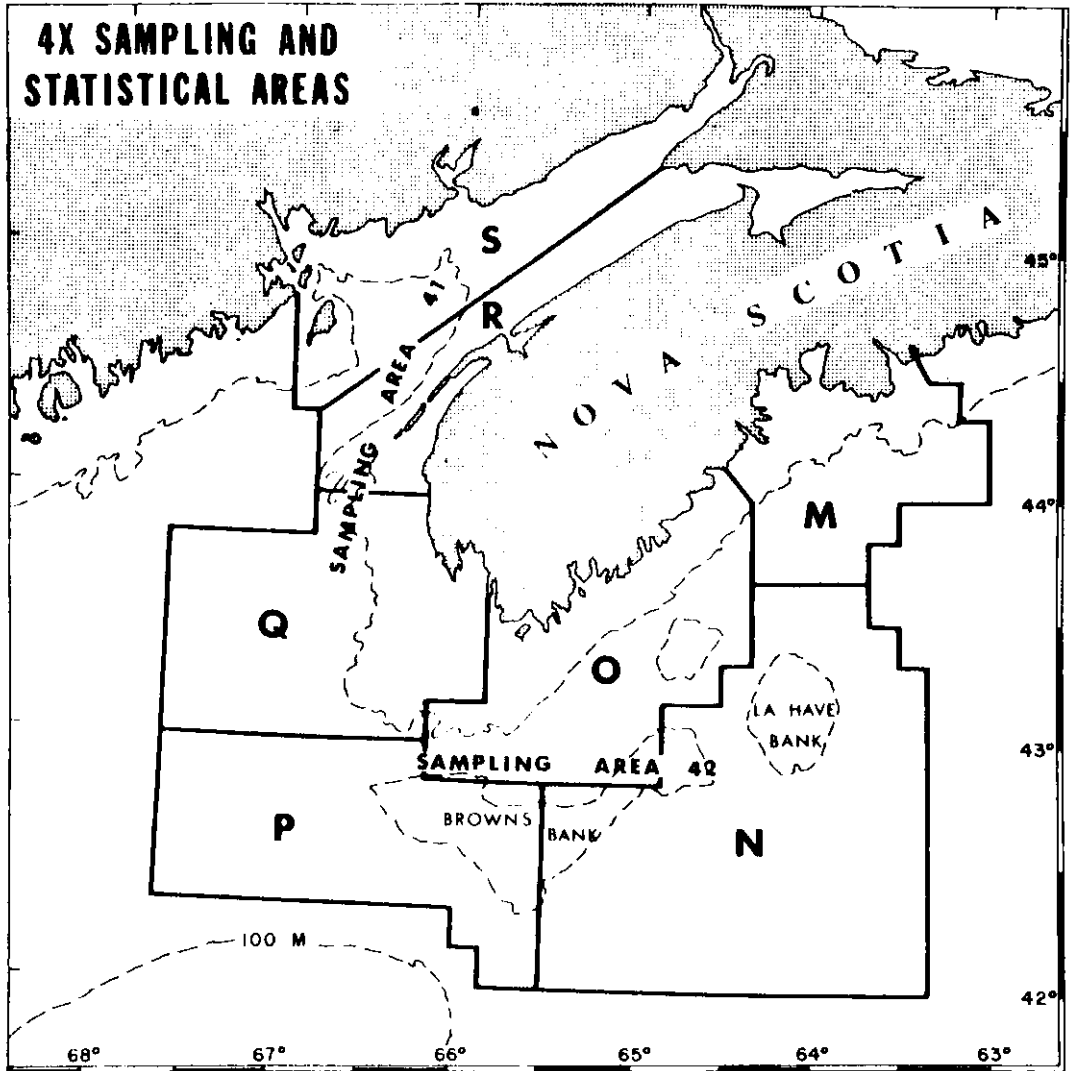 4X SAMPLING AND
STATISTICAL AREAS
S
R
SAMPLING AREA 41
NOVA SCOTIA
45°
44°
M
Q
O
LA HAVE
BANK
43°
SAMPLING AREA 42
P
BROWNS BANK
N
100 M
42°
68° 67° 66° 65° 64° 63°